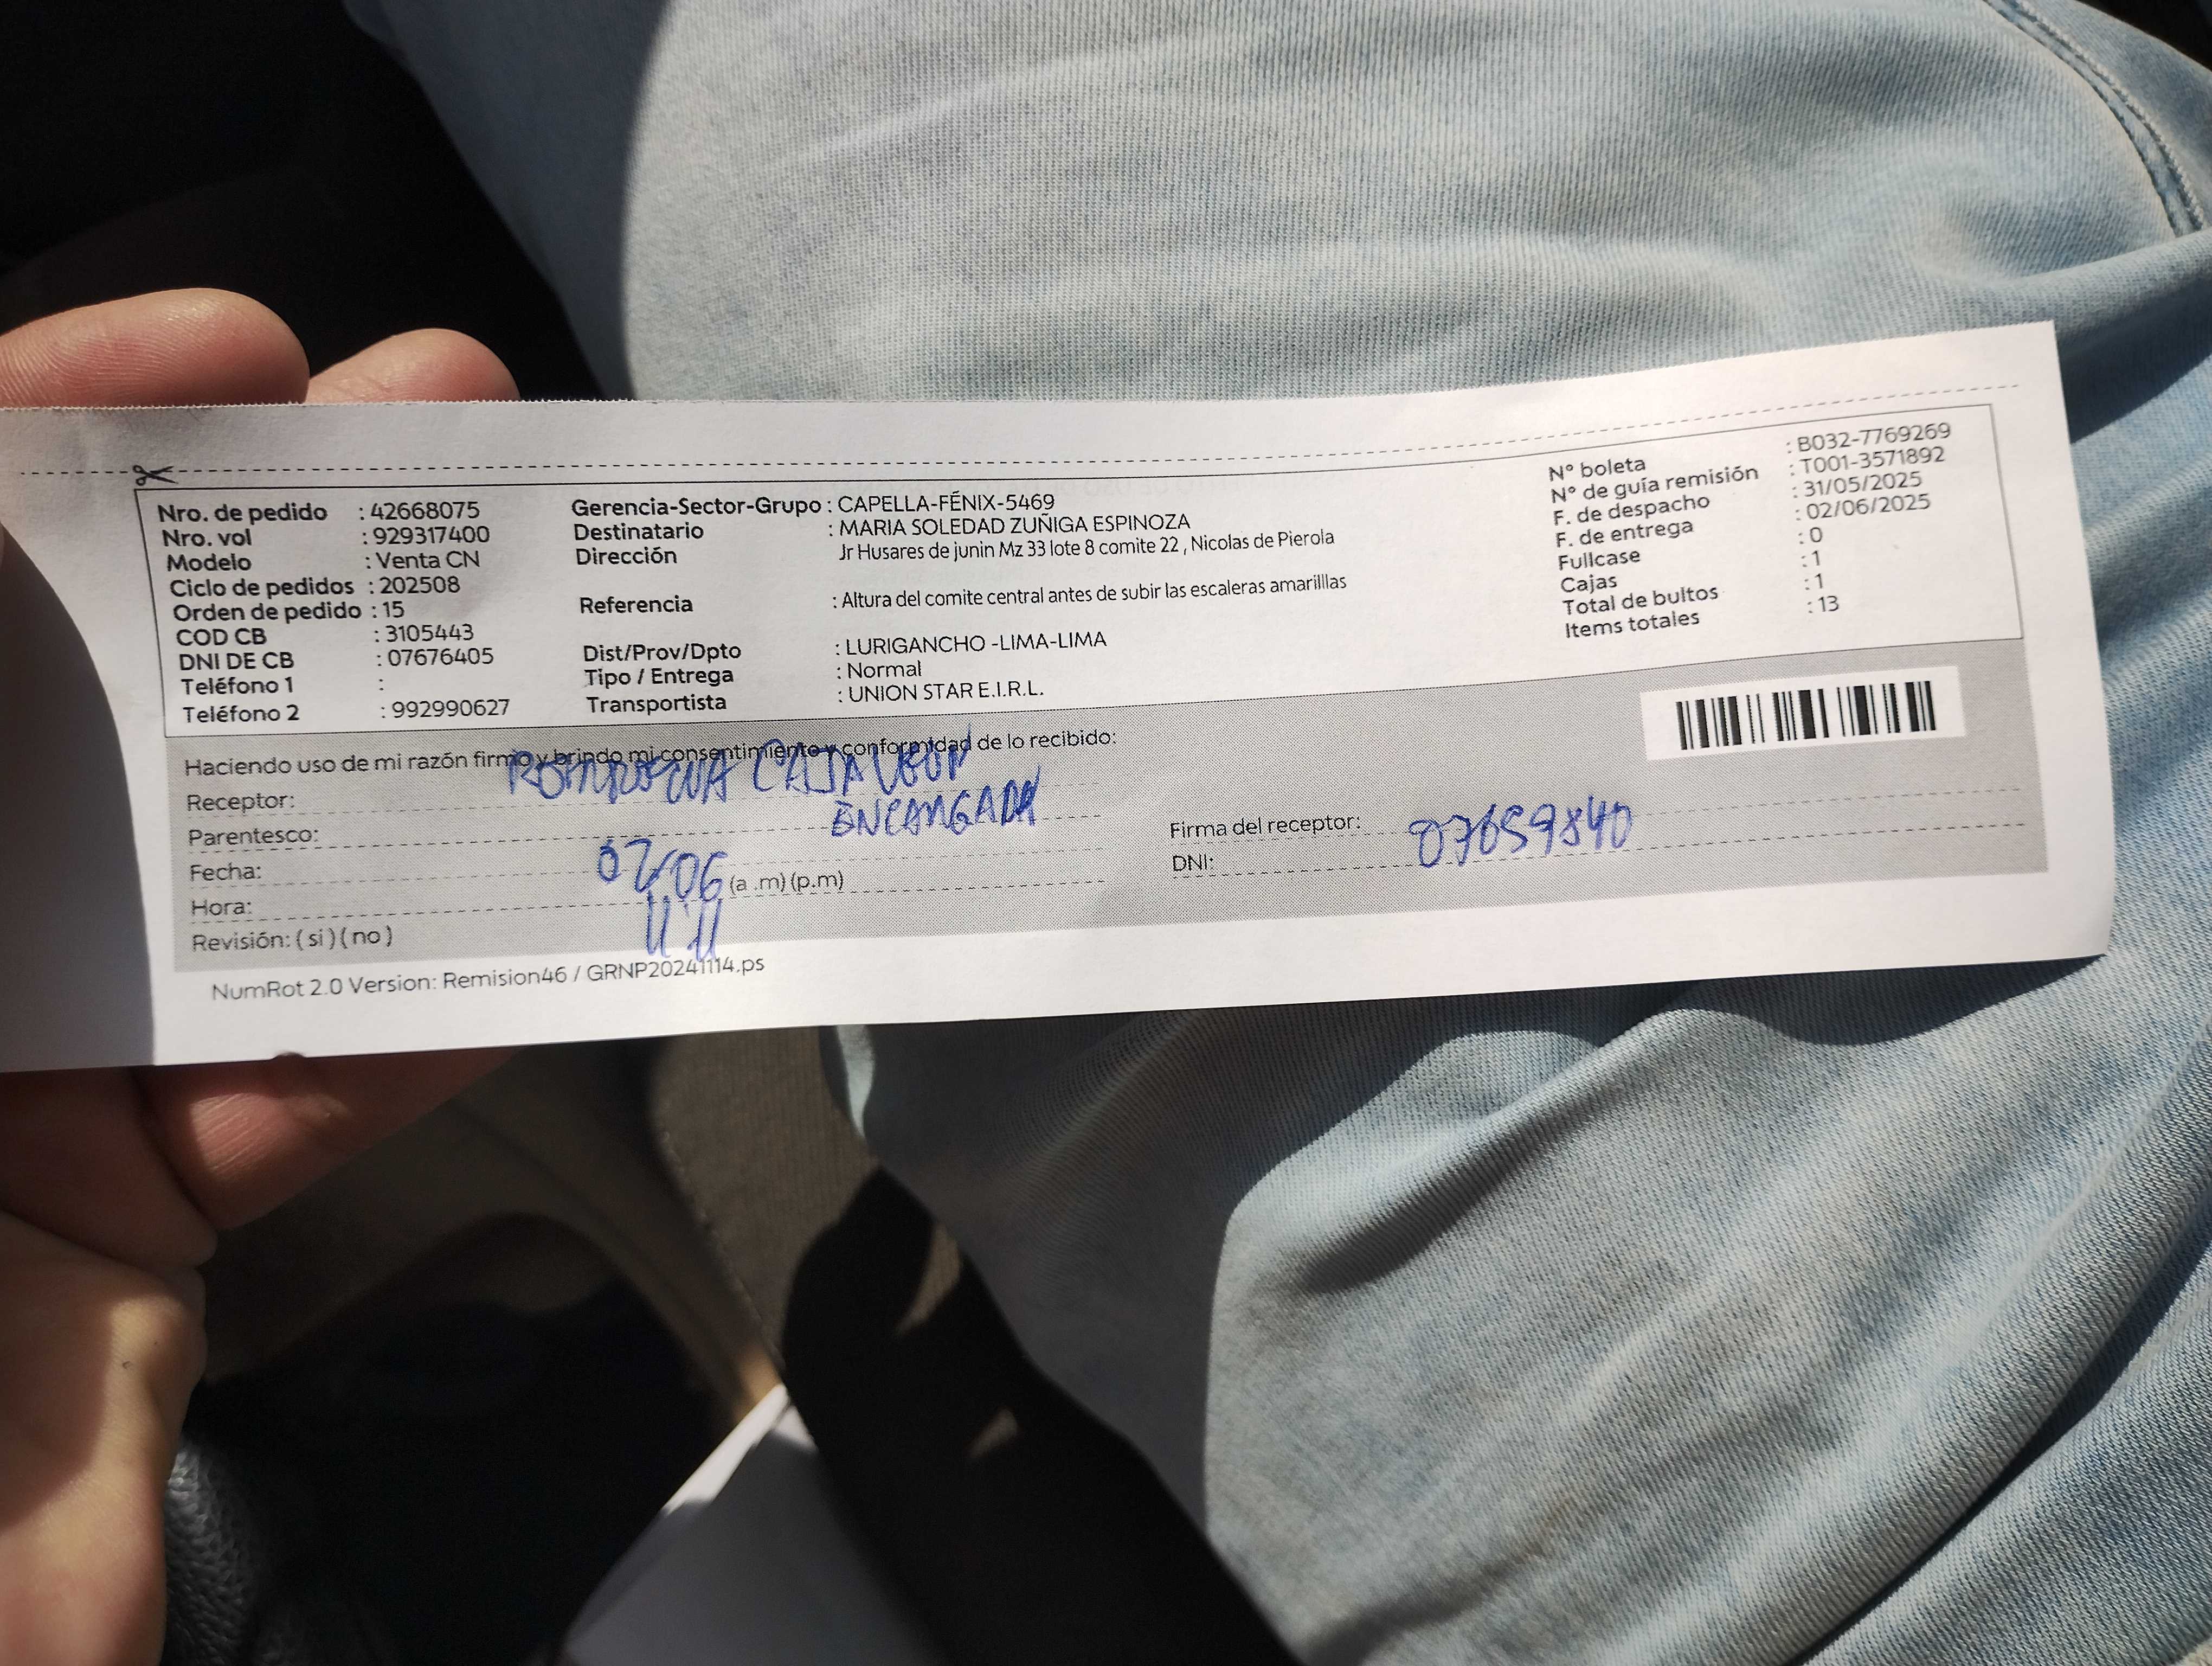 Nro. de pedido : 42668075
Nro. vol : 929317400
Modelo : Venta CN
Ciclo de pedidos : 202508
Orden de pedido : 15
COD CB : 3105443
DNI DE CB : 07676405
Teléfono 1 :
Teléfono 2 : 992990627
Gerencia-Sector-Grupo : CAPELLA-FÉNIX-5469
Destinatario : MARIA SOLEDAD ZUÑIGA ESPINOZA
Dirección Jr Husares de junin Mz 33 lote 8 comite 22 , Nicolas de Pierola
Referencia : Altura del comite central antes de subir las escaleras amarilllas
Dist/Prov/Dpto : LURIGANCHO -LIMA-LIMA
Tipo / Entrega : Normal
Transportista : UNION STAR E.I.R.L.
N° boleta : B032-7769269
N° de guía remisión : T001-3571892
F. de despacho : 31/05/2025
F. de entrega : 02/06/2025
Fullcase : 0
Cajas : 1
Total de bultos : 1
Items totales : 13
Haciendo uso de mi razón firmo y brindo mi consentimiento y conformidad de lo recibido:
Receptor:
Parentesco: ENCARGADA
Fecha: 02/06
Hora: 11 11 (a .m) (p.m)
Revisión: ( si ) ( no )
Firma del receptor:
DNI: 07659840
NumRot 2.0 Version: Remision46 / GRNP20241114.ps